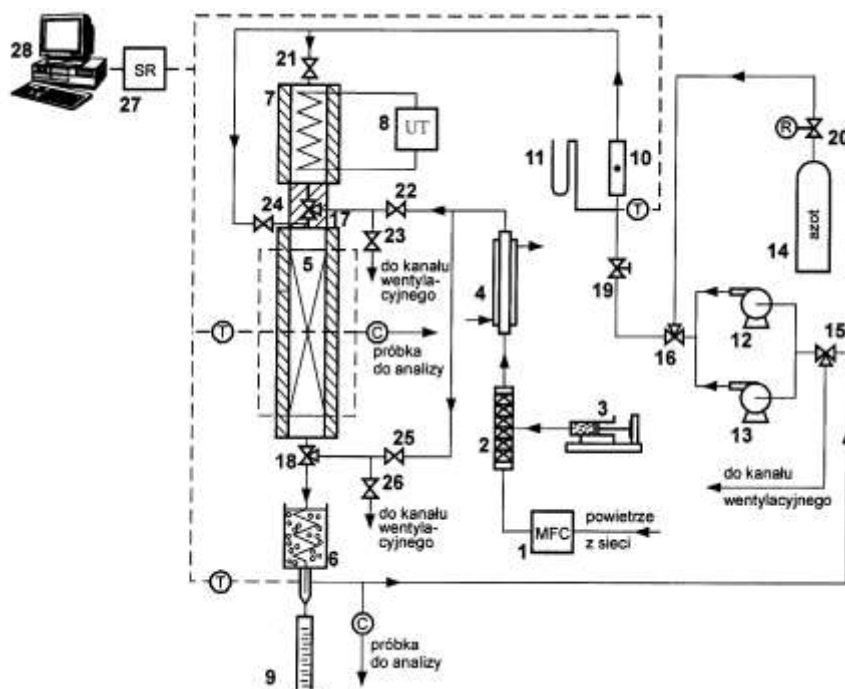 28
SR
27
21
7
8
UT
11
10
R
20
azot
14
24
17
22
T
23
5
do kanału
wentyla-
cyjnego
4
19
16
12
15
T
C
próbka
do analizy
3
2
13
18
25
26
do kanału
wentyla-
cyjnego
do kanału
wentylacyjnego
6
1
MFC
powietrze
z sieci
T
C
próbka
do analizy
9